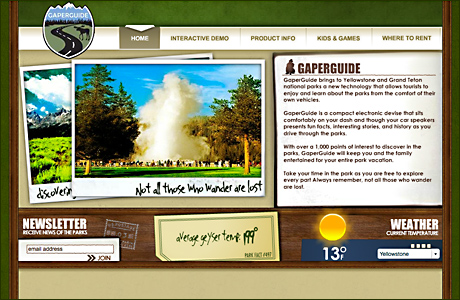 GAPERGUIDE
HOME
INTERACTIVE DEMO
PRODUCT INFO
KIDS & GAMES
WHERE TO RENT
discovering
Not all those who wander are lost
GAPERGUIDE
GaperGuide brings to Yellowstone and Grand Teton
national parks a new technology that allows tourists to
enjoy and learn about the parks from the comfort of their
own vehicles.
GaperGuide is a compact electronic devise that sits
comfortably on your dash and though your car speakers
presents fun facts, interesting stories, and history as you
drive through the parks.
With over a 1,000 points of interest to discover in the
parks, GaperGuide will keep you and the family
entertained for your entire park vacation.
Take your time in the park as you are free to explore
every part! Always remember, not all those who wander
are lost.
NEWSLETTER
RECEIVE NEWS OF THE PARKS
email address
JOIN
average geyser temp: 199°
PARK FACT #497
WEATHER
CURRENT TEMPERATURE
13°F
Yellowstone